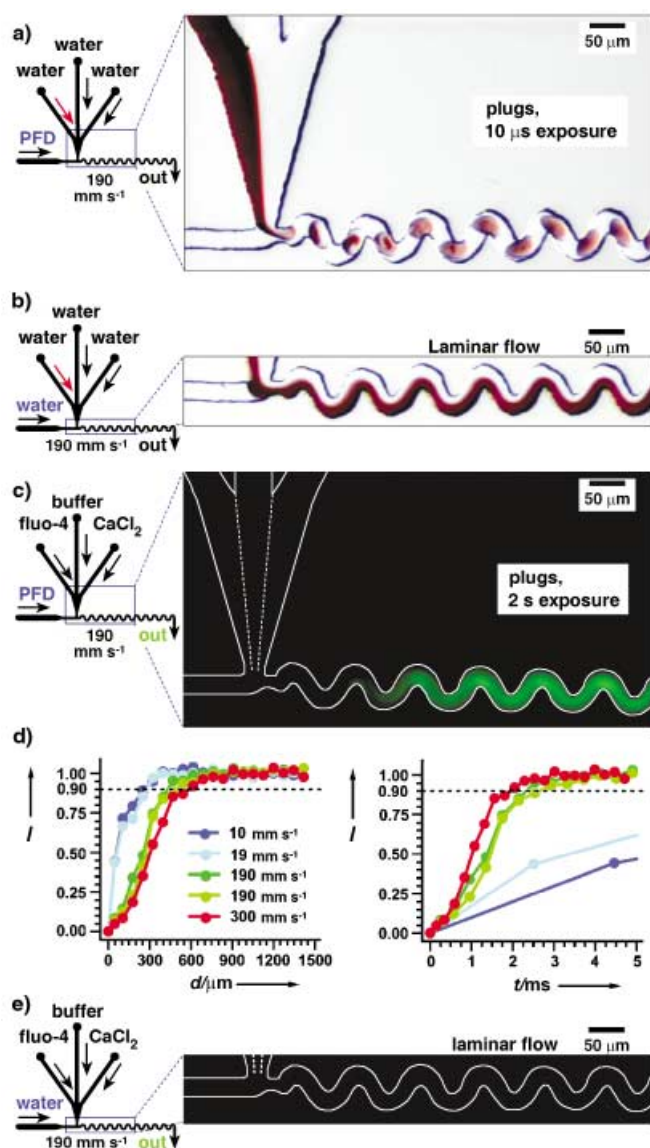 a)
water
water
water
PFD
190
mm s⁻¹
out
50 μm
plugs,
10 μs exposure
b)
water
water
water
water
190 mm s⁻¹
out
Laminar flow
50 μm
c)
buffer
fluo-4
CaCl₂
PFD
190
mm s⁻¹
out
50 μm
plugs,
2 s exposure
d)
I
1.00
0.90
0.75
0.50
0.25
0.00
10 mm s⁻¹
19 mm s⁻¹
190 mm s⁻¹
190 mm s⁻¹
300 mm s⁻¹
0 300 600 900 1200 1500
d/μm
I
1.00
0.90
0.75
0.50
0.25
0.00
0 1 2 3 4 5
t/ms
e)
buffer
fluo-4
CaCl₂
water
190 mm s⁻¹
out
laminar flow
50 μm